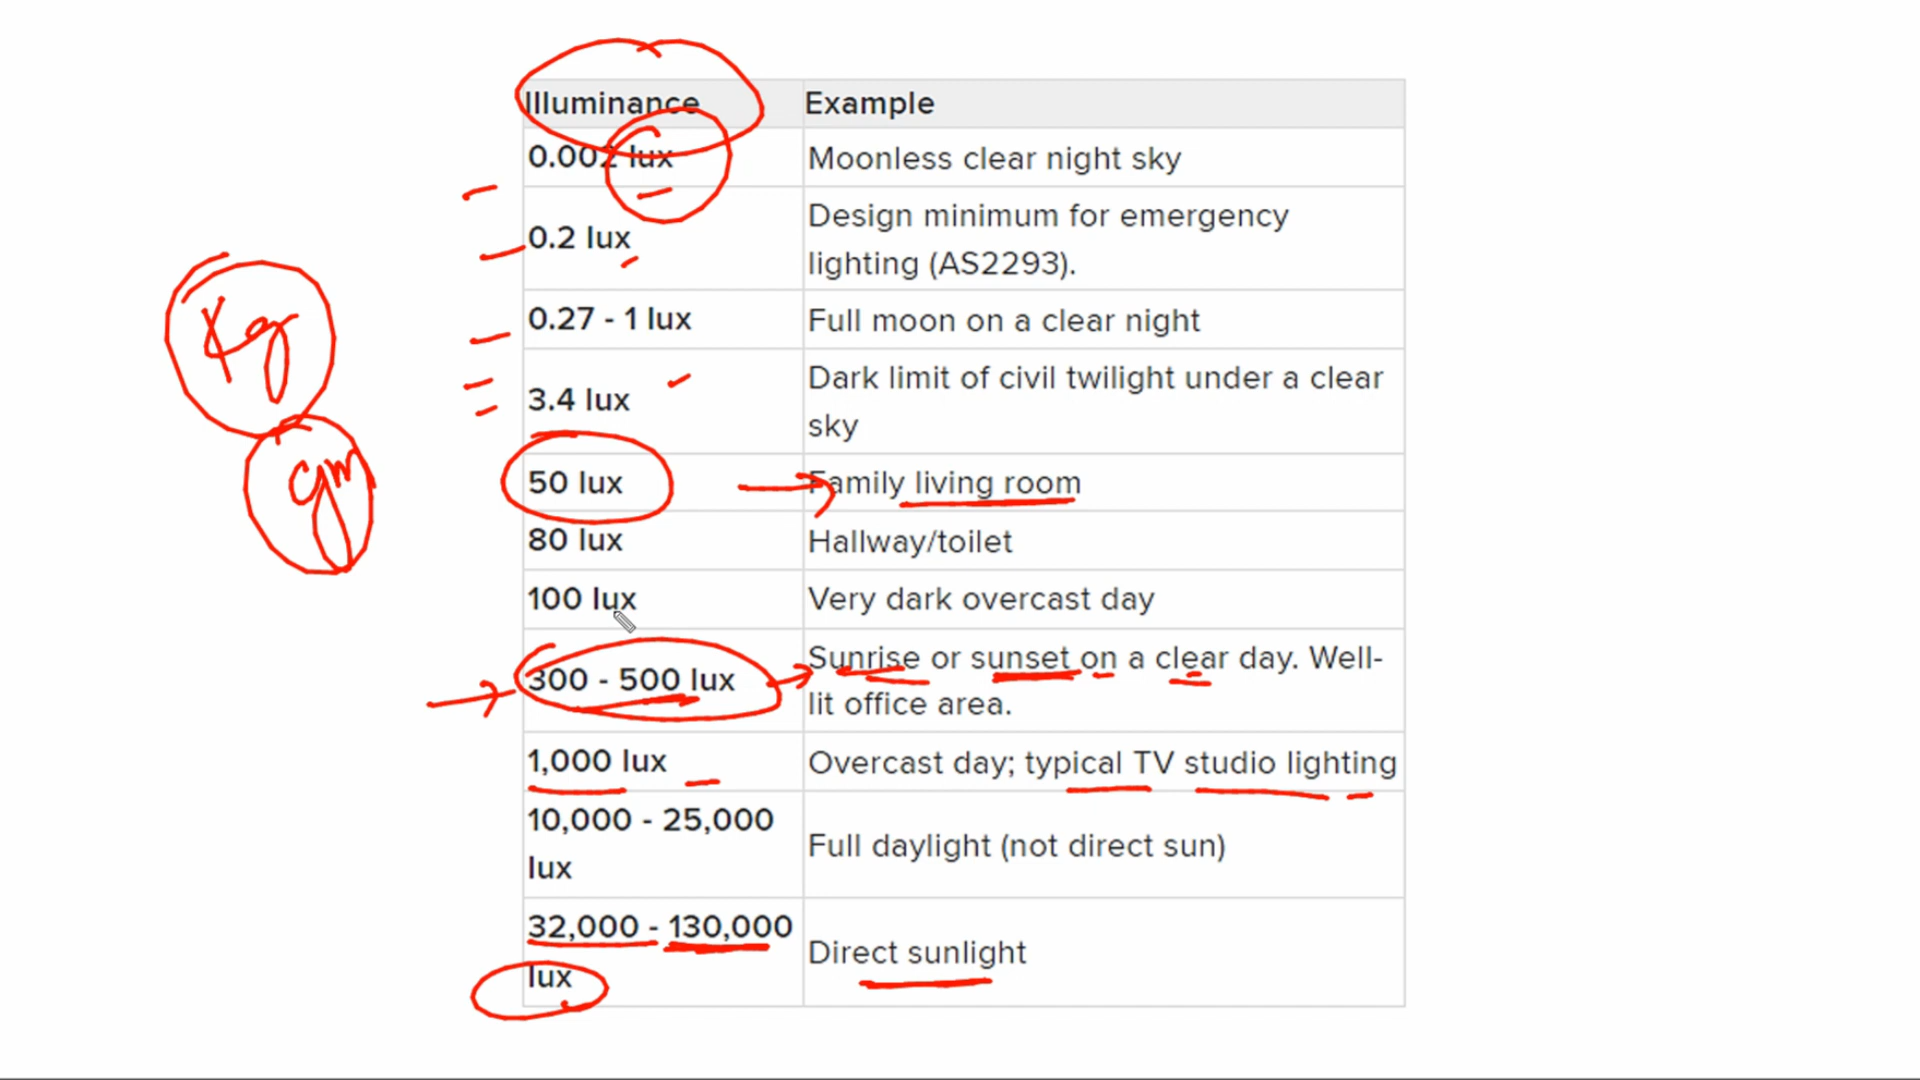 Illuminance Example
0.002 lux Moonless clear night sky
0.2 lux Design minimum for emergency
lighting (AS2293).
0.27 - 1 lux Full moon on a clear night
3.4 lux Dark limit of civil twilight under a clear
sky
50 lux Family living room
80 lux Hallway/toilet
100 lux Very dark overcast day
300 - 500 lux Sunrise or sunset on a clear day. Well-
lit office area.
1,000 lux Overcast day; typical TV studio lighting
10,000 - 25,000
lux
Full daylight (not direct sun)
32,000 - 130,000
lux
Direct sunlight
Kg
gm